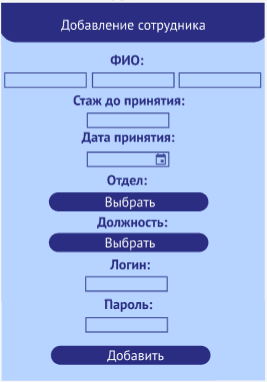 Добавление сотрудника
ФИО:
Стаж до принятия:
Дата принятия:
Отдел:
Выбрать
Должность:
Выбрать
Логин:
Пароль:
Добавить